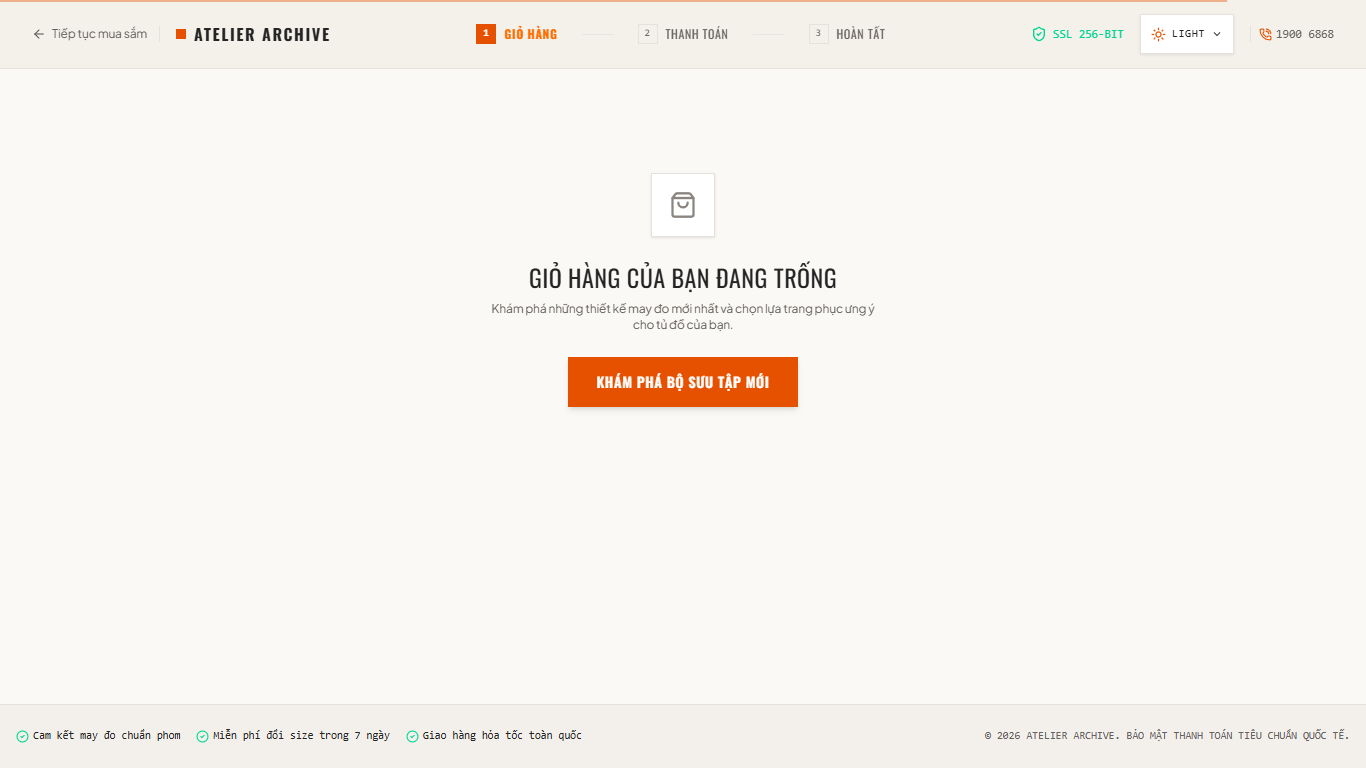 Tiếp tục mua sắm
ATELIER ARCHIVE
1 GIỎ HÀNG
2 THANH TOÁN
3 HOÀN TẤT
SSL 256-BIT
LIGHT
1900 6868
GIỎ HÀNG CỦA BẠN ĐANG TRỐNG
Khám phá những thiết kế may đo mới nhất và chọn lựa trang phục ưng ý
cho tủ đồ của bạn.
KHÁM PHÁ BỘ SƯU TẬP MỚI
Cam kết may đo chuẩn phom
Miễn phí đổi size trong 7 ngày
Giao hàng hỏa tốc toàn quốc
© 2026 ATELIER ARCHIVE. BẢO MẬT THANH TOÁN TIÊU CHUẨN QUỐC TẾ.